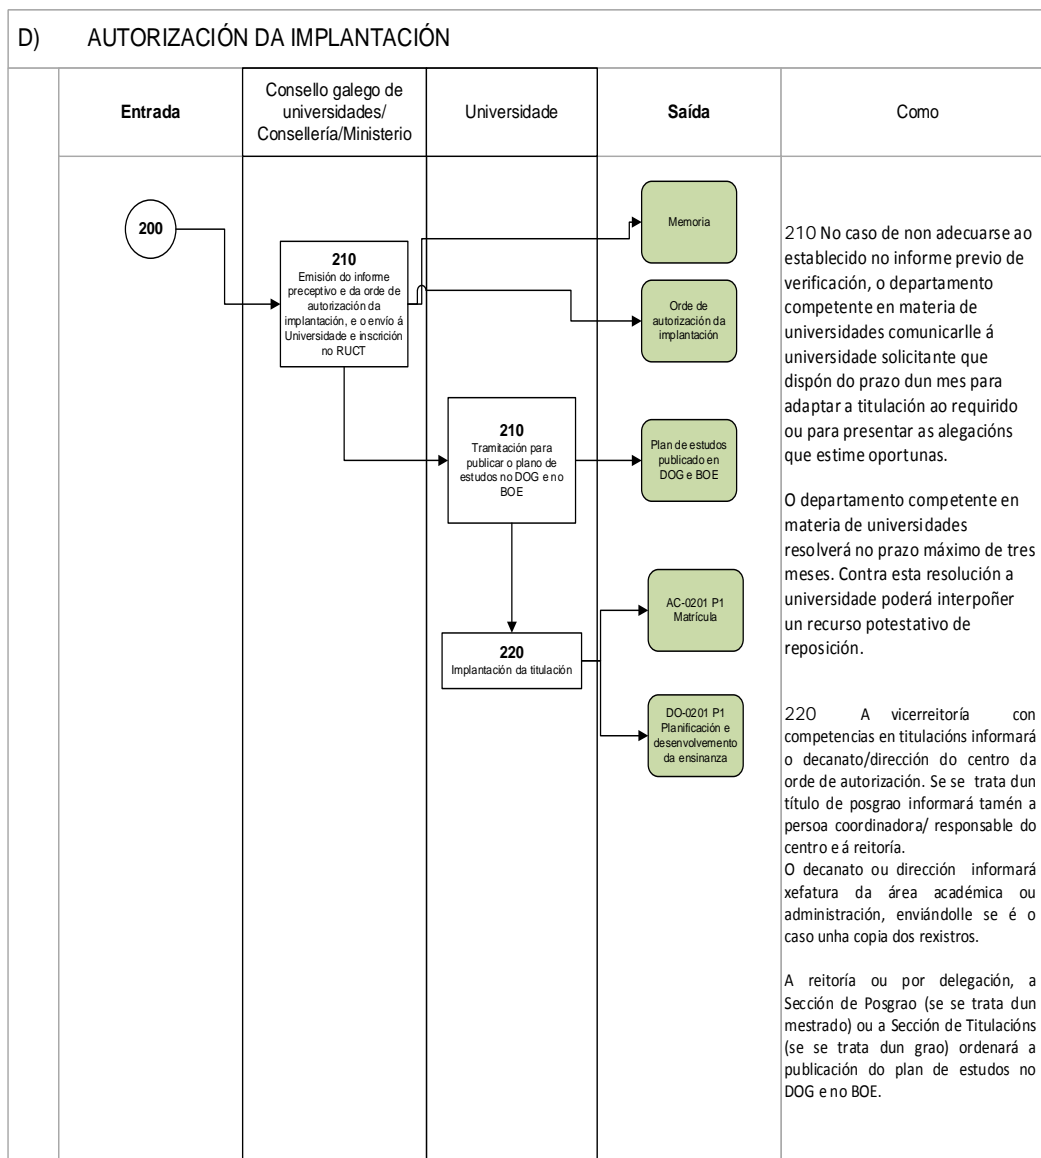 D) AUTORIZACIÓN DA IMPLANTACIÓN
Entrada
Consello galego de
universidades/
Consellería/Ministerio
Universidade
Saída
Como
200
210
Emisión do informe
preceptivo e da orde de
autorización da
implantación, e o envío á
Universidade e inscrición
no RUCT
Memoria
Orde de
autorización da
implantación
210
Tramitación para
publicar o plano de
estudos no DOG e no
BOE
Plan de estudos
publicado en
DOG e BOE
220
Implantación da titulación
AC-0201 P1
Matrícula
DO-0201 P1
Planificación e
desenvolvemento
da ensinanza
210 No caso de non adecuarse ao
establecido no informe previo de
verificación, o departamento
competente en materia de
universidades comunicarlle á
universidade solicitante que
dispón do prazo dun mes para
adaptar a titulación ao requirido
ou para presentar as alegacións
que estime oportunas.
O departamento competente en
materia de universidades
resolverá no prazo máximo de tres
meses. Contra esta resolución a
universidade poderá interpoñer
un recurso potestativo de
reposición.
220 A vicerreitoría con
competencias en titulacións informará
o decanato/dirección do centro da
orde de autorización. Se se trata dun
título de posgrao informará tamén a
persoa coordinadora/ responsable do
centro e á reitoría.
O decanato ou dirección informará
xefatura da área académica ou
administración, enviándolle se é o
caso unha copia dos rexistros.
A reitoría ou por delegación, a
Sección de Posgrao (se se trata dun
mestrado) ou a Sección de Titulacións
(se se trata dun grao) ordenará a
publicación do plan de estudos no
DOG e no BOE.